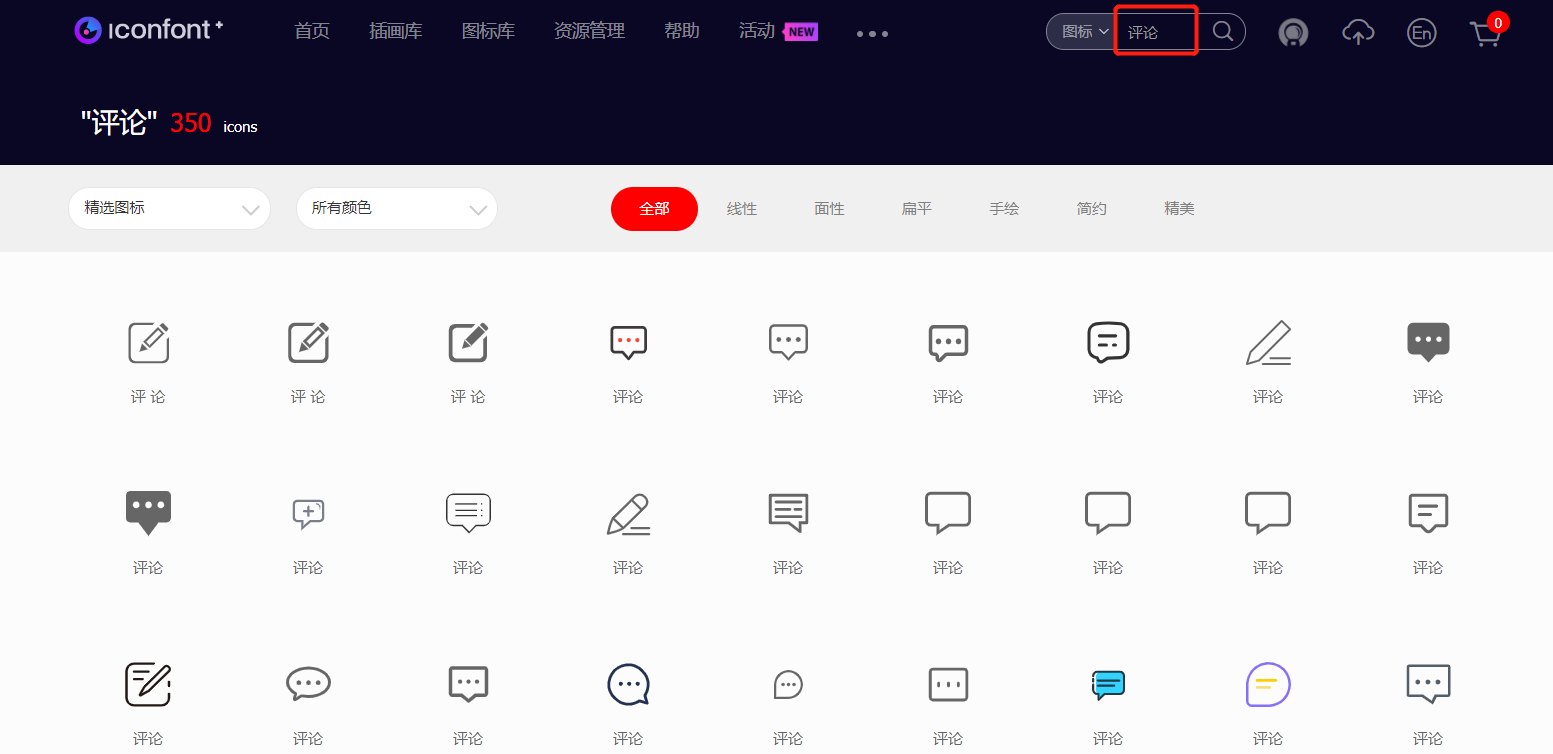 iconfont+ 首页 插画库 图标库 资源管理 帮助 活动 NEW 图标 评论 En 0
"评论" 350 icons
精选图标 所有颜色 全部 线性 面性 扁平 手绘 简约 精美
评 论 评 论 评 论 评论 评论 评论 评论 评论 评论
评论 评论 评论 评论 评论 评论 评论 评论 评论
评论 评论 评论 评论 评论 评论 评论 评论 评论